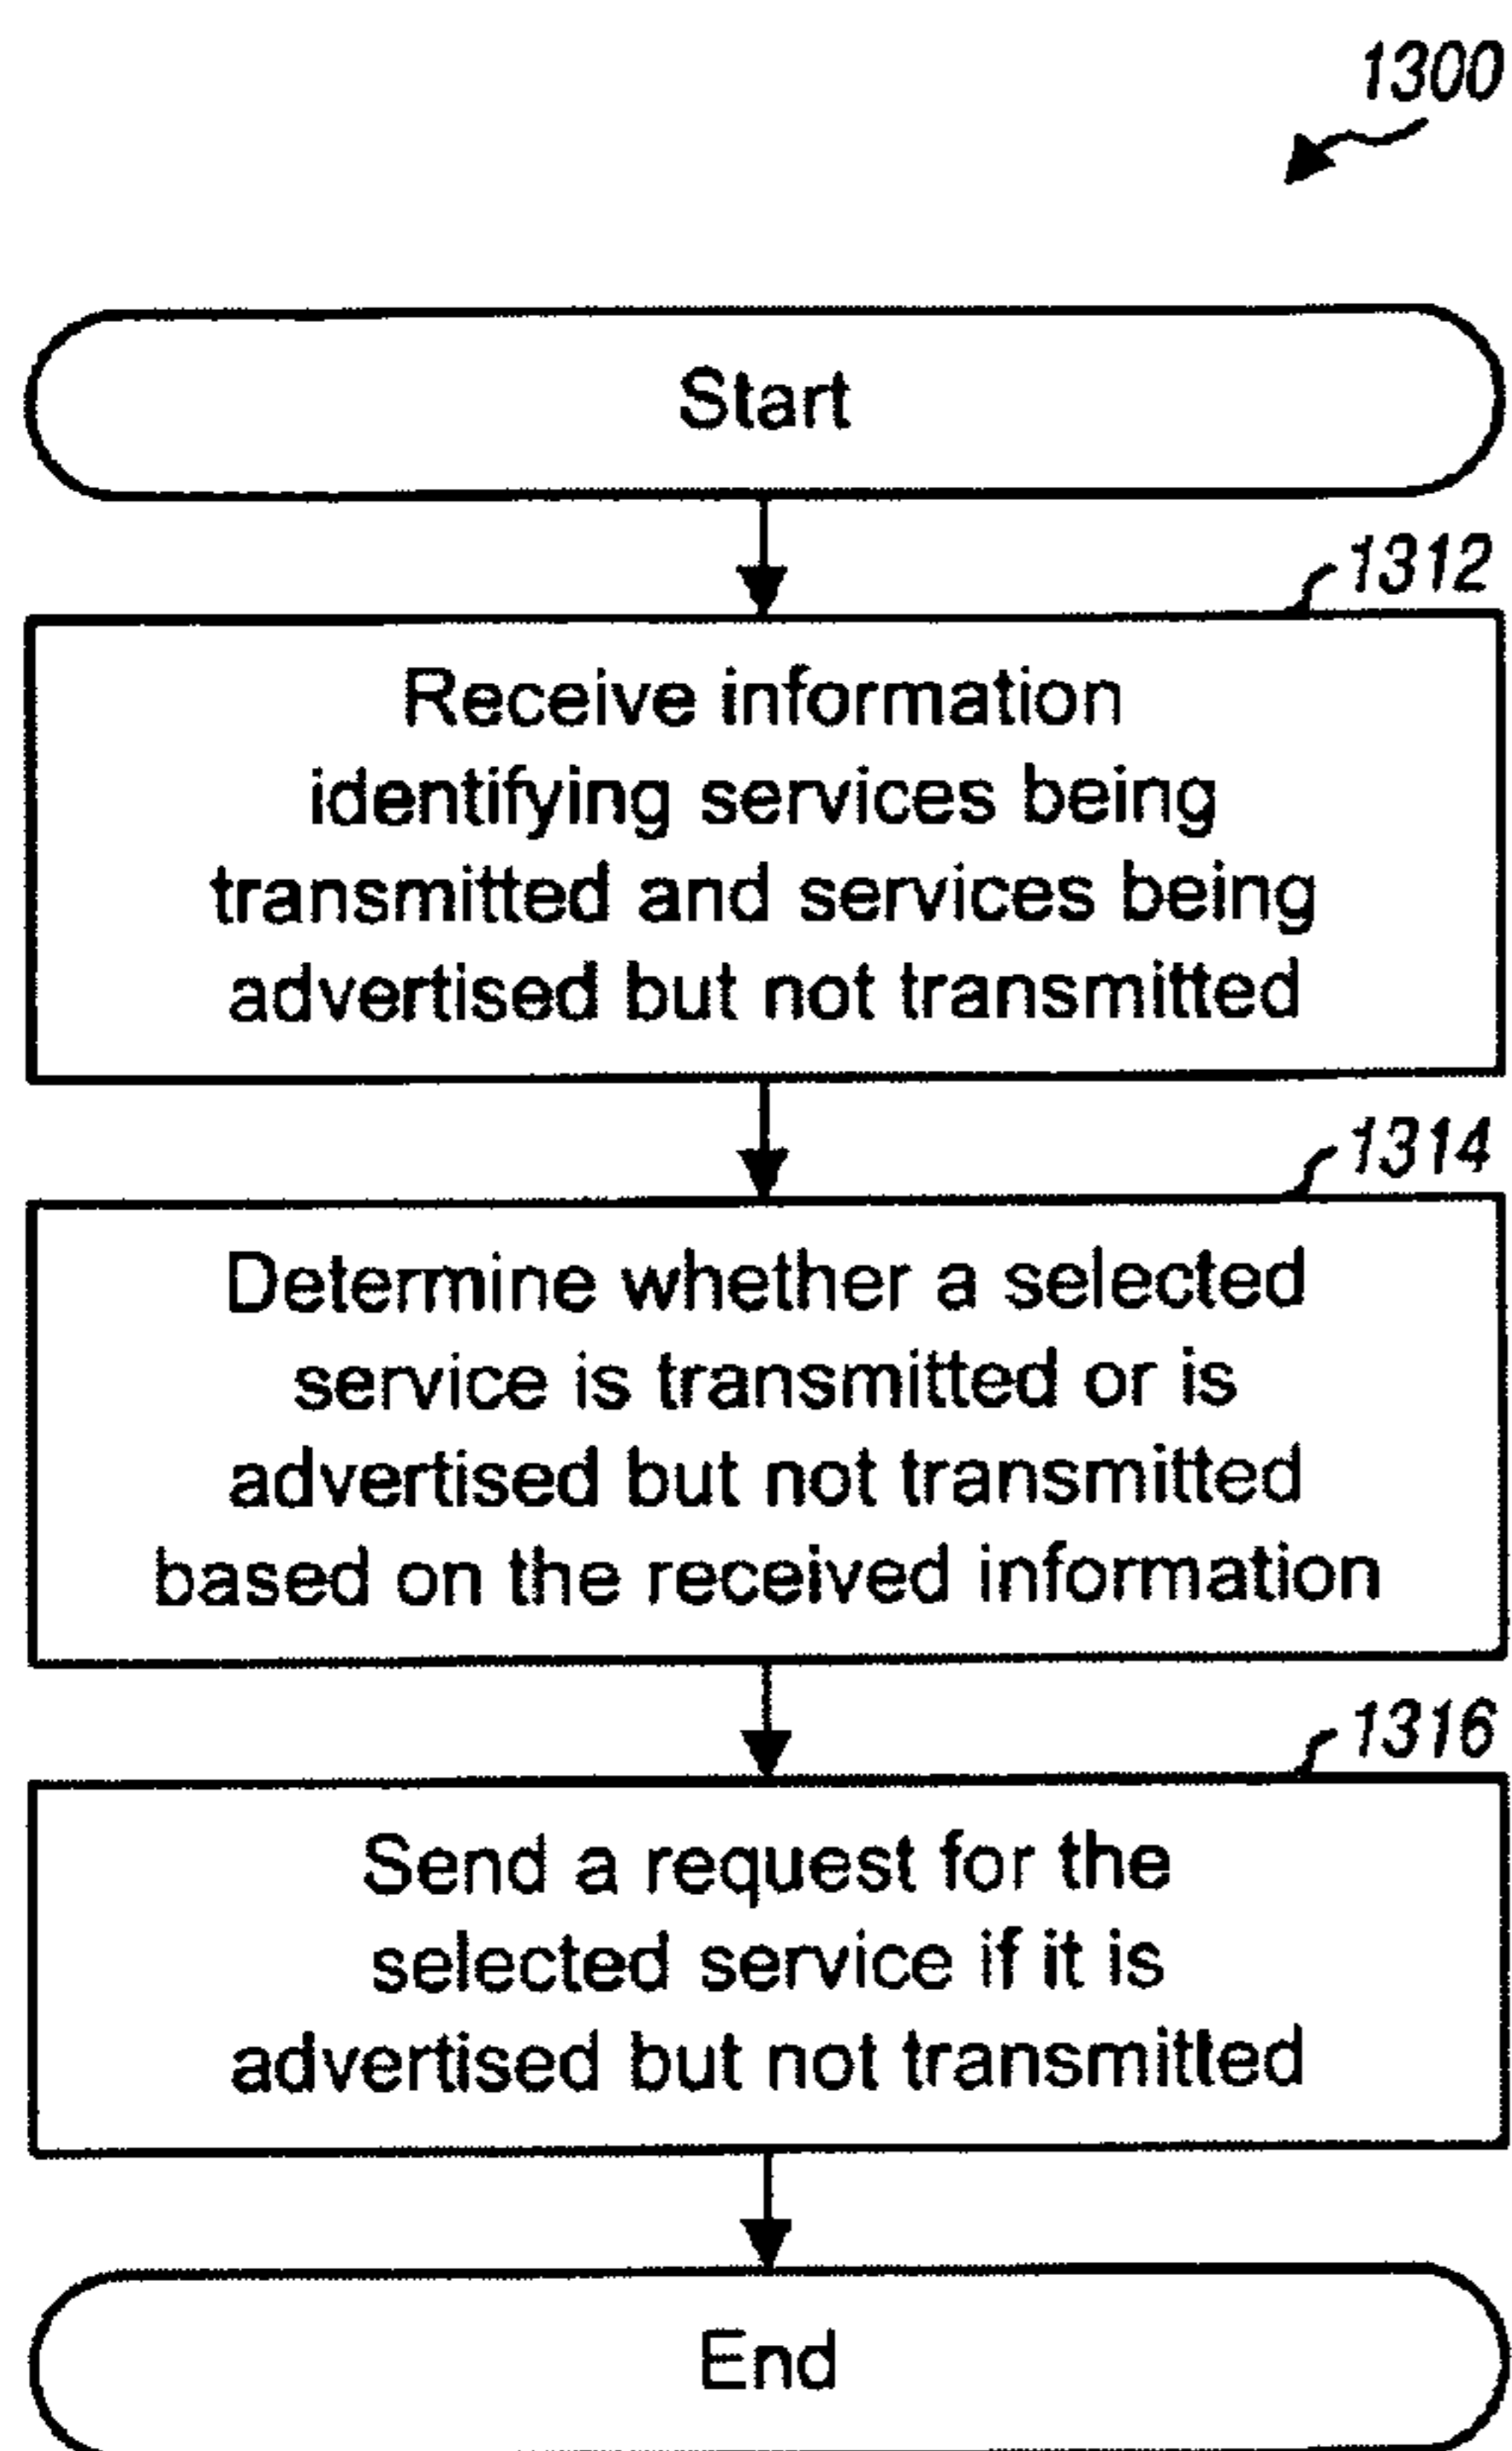 1300
Start
1312
Receive information
identifying services being
transmitted and services being
advertised but not transmitted
1314
Determine whether a selected
service is transmitted or is
advertised but not transmitted
based on the received information
1316
Send a request for the
selected service if it is
advertised but not transmitted
End